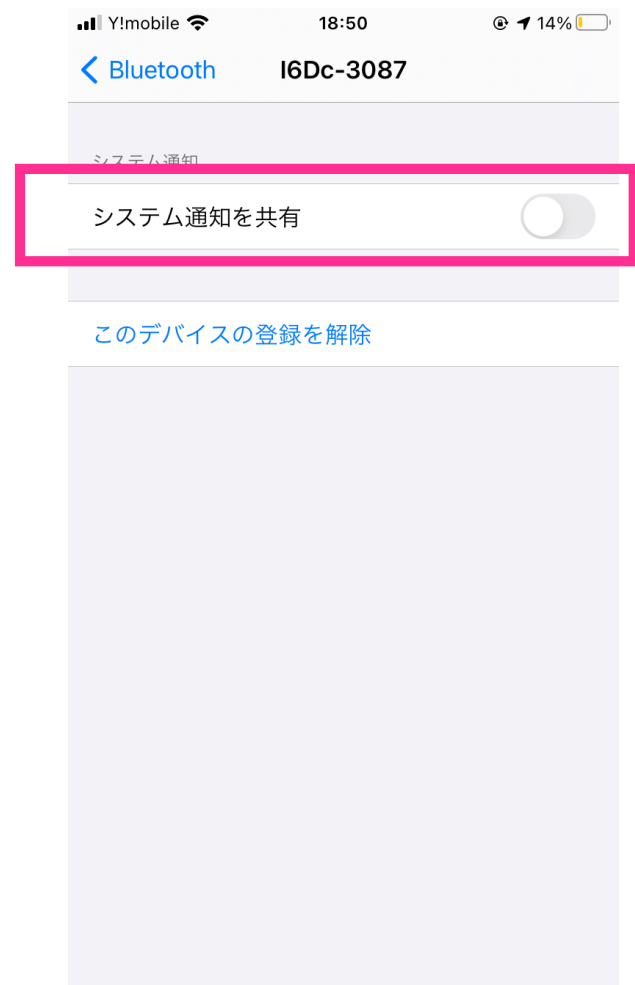 Y!mobile 18:50 14%
Bluetooth I6Dc-3087
システム通知
システム通知を共有
このデバイスの登録を解除